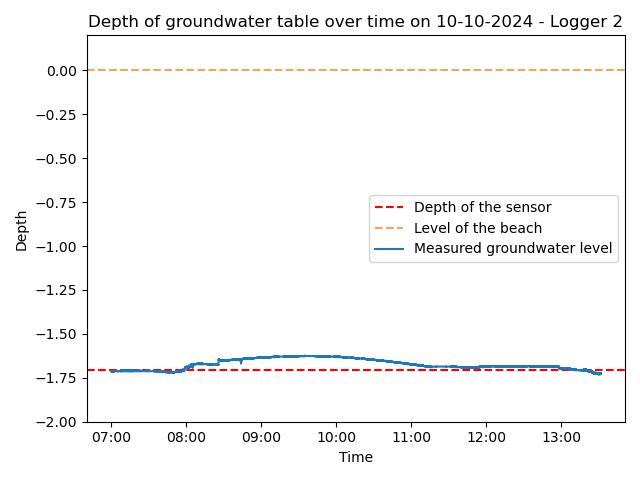 Depth of groundwater table over time on 10-10-2024 - Logger 2
0.00
−0.25
−0.50
−0.75
−1.00
−1.25
−1.50
−1.75
−2.00
Depth
Depth of the sensor
Level of the beach
Measured groundwater level
07:00 08:00 09:00 10:00 11:00 12:00 13:00
Time